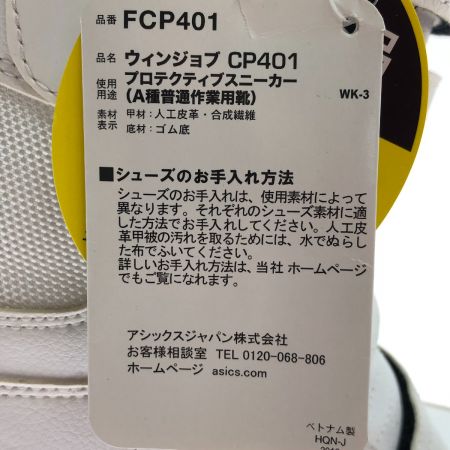 品番 FCP401
品名 ウィンジョブ CP401
使用用途 プロテクティブスニーカー
(A種普通作業用靴) WK-3
素材表示 甲材:人工皮革・合成繊維
底材:ゴム底
■シューズのお手入れ方法
シューズのお手入れは、使用素材によって
異なります。それぞれのシューズ素材に適
した方法でお手入れしてください。人工皮
革甲被の汚れを取るためには、水でぬらし
た布でふいてください。
詳しいお手入れ方法は、当社 ホームページ
でもご覧になれます。
アシックスジャパン株式会社
お客様相談室 TEL 0120-068-806
ホームページ asics.com
ベトナム製
HQN-J